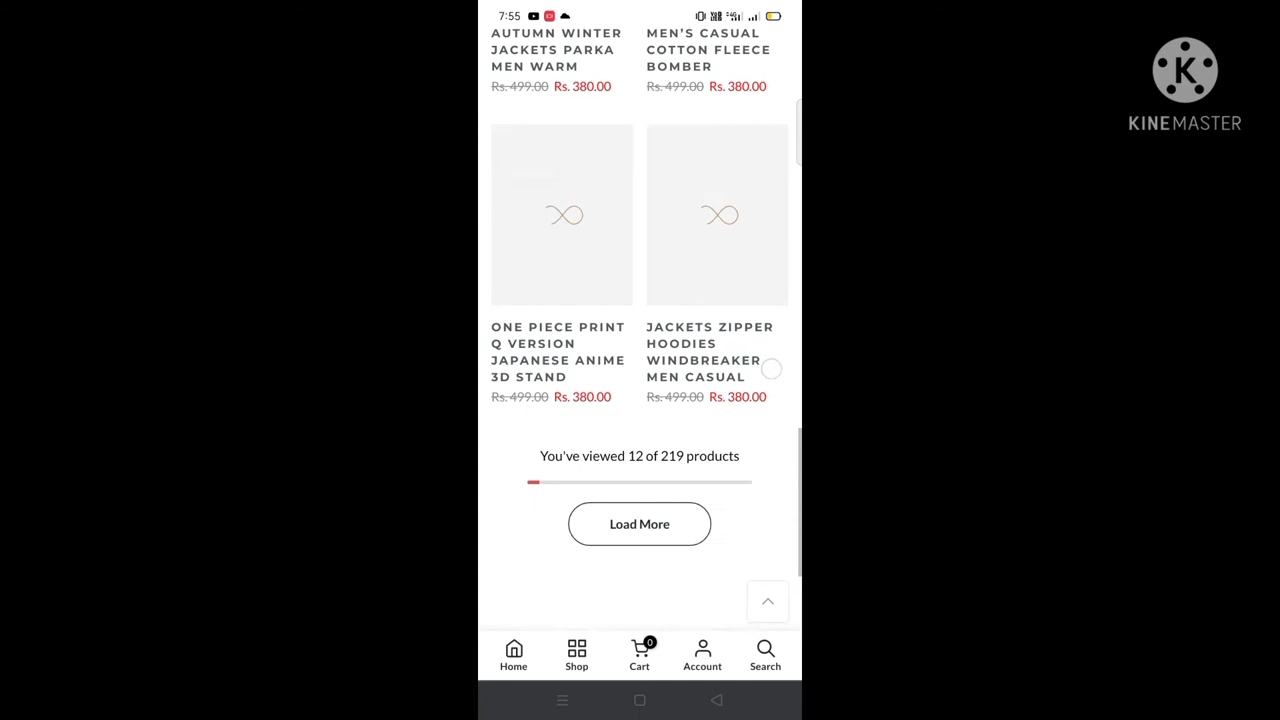 7:55
K
KINEMASTER
AUTUMN WINTER
JACKETS PARKA
MEN WARM
Rs. 499.00 Rs. 380.00
MEN’S CASUAL
COTTON FLEECE
BOMBER
Rs. 499.00 Rs. 380.00
ONE PIECE PRINT
Q VERSION
JAPANESE ANIME
3D STAND
Rs. 499.00 Rs. 380.00
JACKETS ZIPPER
HOODIES
WINDBREAKER
MEN CASUAL
Rs. 499.00 Rs. 380.00
You've viewed 12 of 219 products
Load More
0
Home Shop Cart Account Search